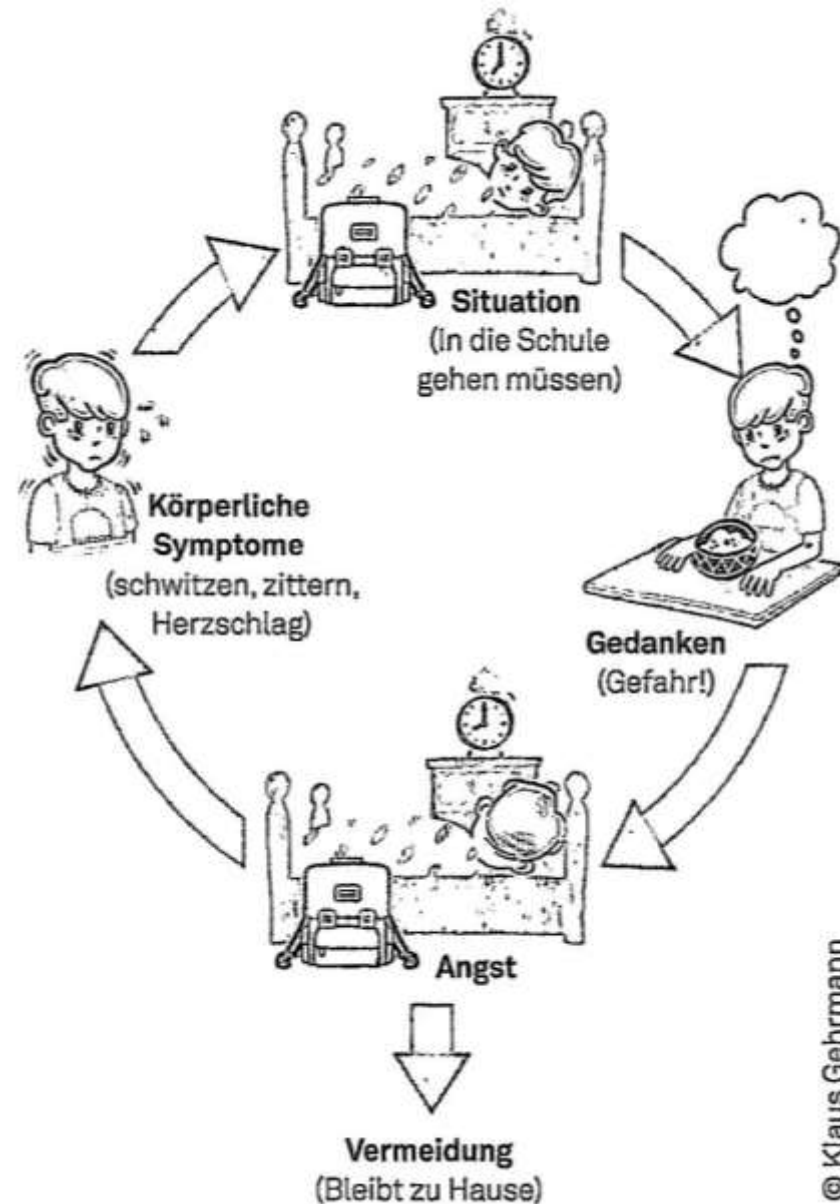 Situation
(In die Schule
gehen müssen)
Gedanken
(Gefahr!)
Angst
Vermeidung
(Bleibt zu Hause)
Körperliche
Symptome
(schwitzen, zittern,
Herzschlag)
© Klaus Gehrmann